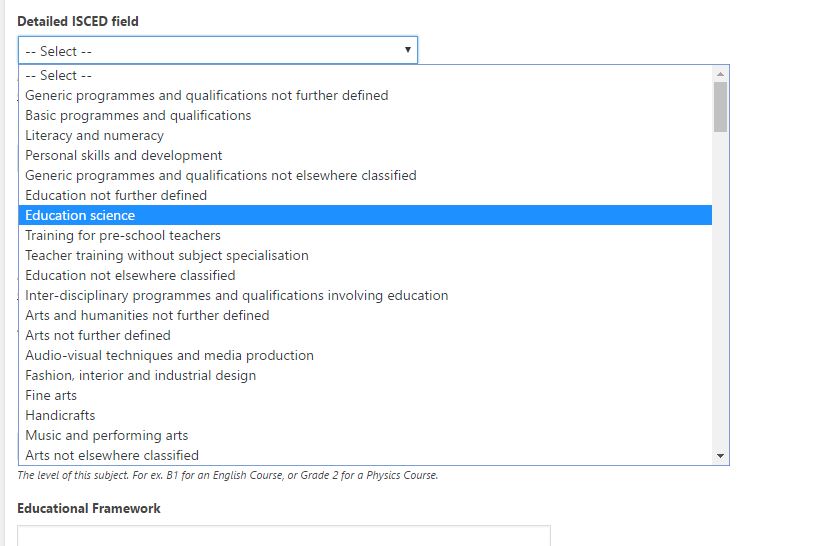 Detailed ISCED field
-- Select --
-- Select --
Generic programmes and qualifications not further defined
Basic programmes and qualifications
Literacy and numeracy
Personal skills and development
Generic programmes and qualifications not elsewhere classified
Education not further defined
Education science
Training for pre-school teachers
Teacher training without subject specialisation
Education not elsewhere classified
Inter-disciplinary programmes and qualifications involving education
Arts and humanities not further defined
Arts not further defined
Audio-visual techniques and media production
Fashion, interior and industrial design
Fine arts
Handicrafts
Music and performing arts
Arts not elsewhere classified
The level of this subject. For ex. B1 for an English Course, or Grade 2 for a Physics Course.
Educational Framework